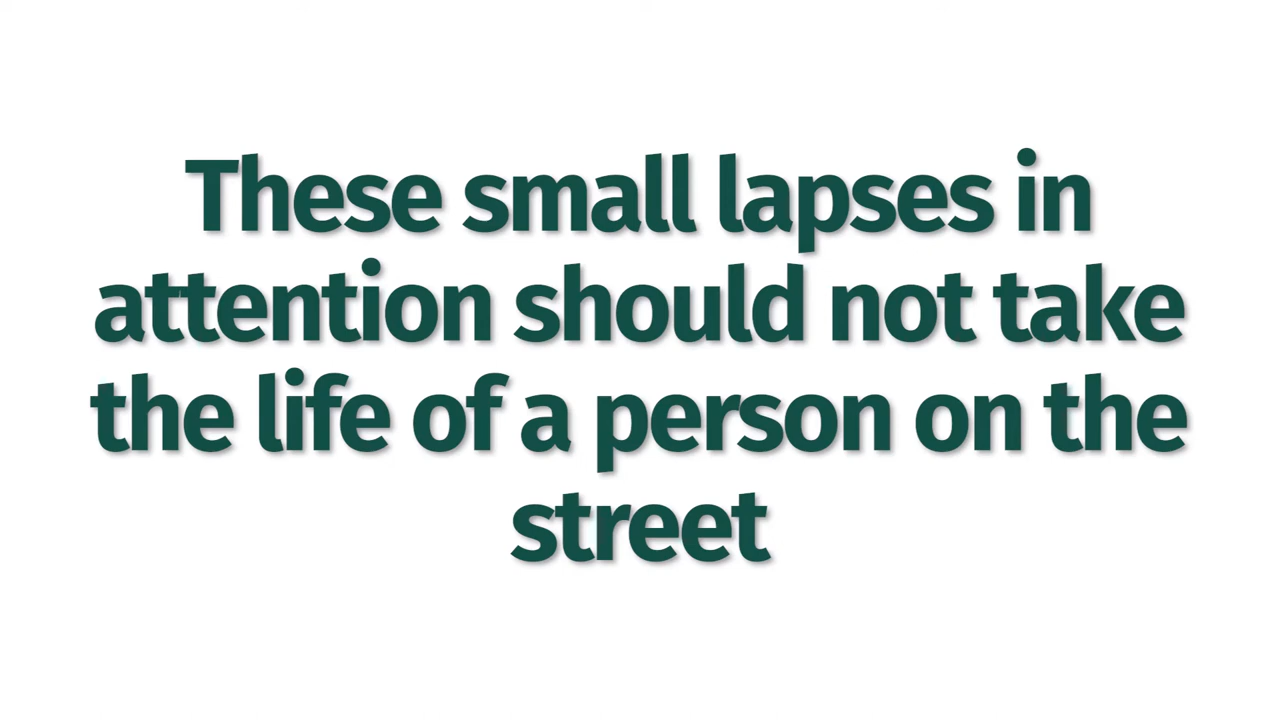 These small lapses in
attention should not take
the life of a person on the
street